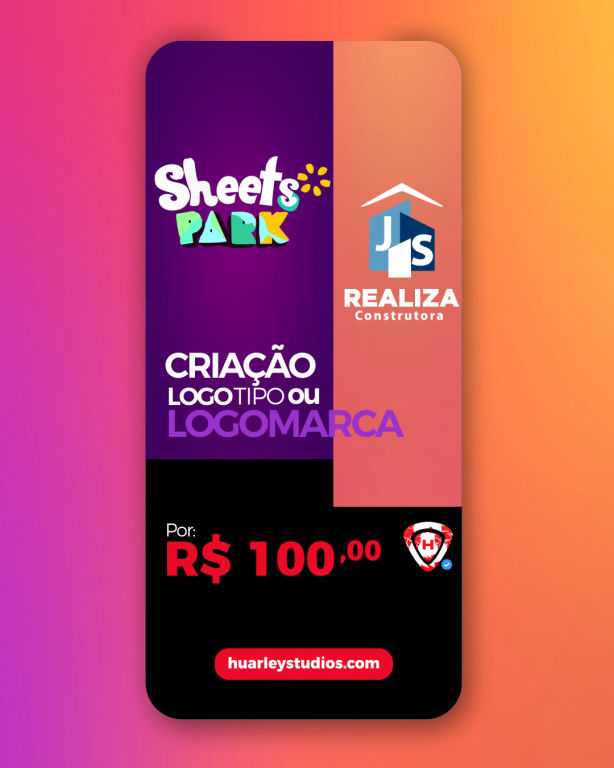 Sheets
PARK
JS
REALIZA
Construtora
CRIAÇÃO
LOGOTIPO ou
LOGOMARCA
Por:
R$ 100,00
H
huarleystudios.com